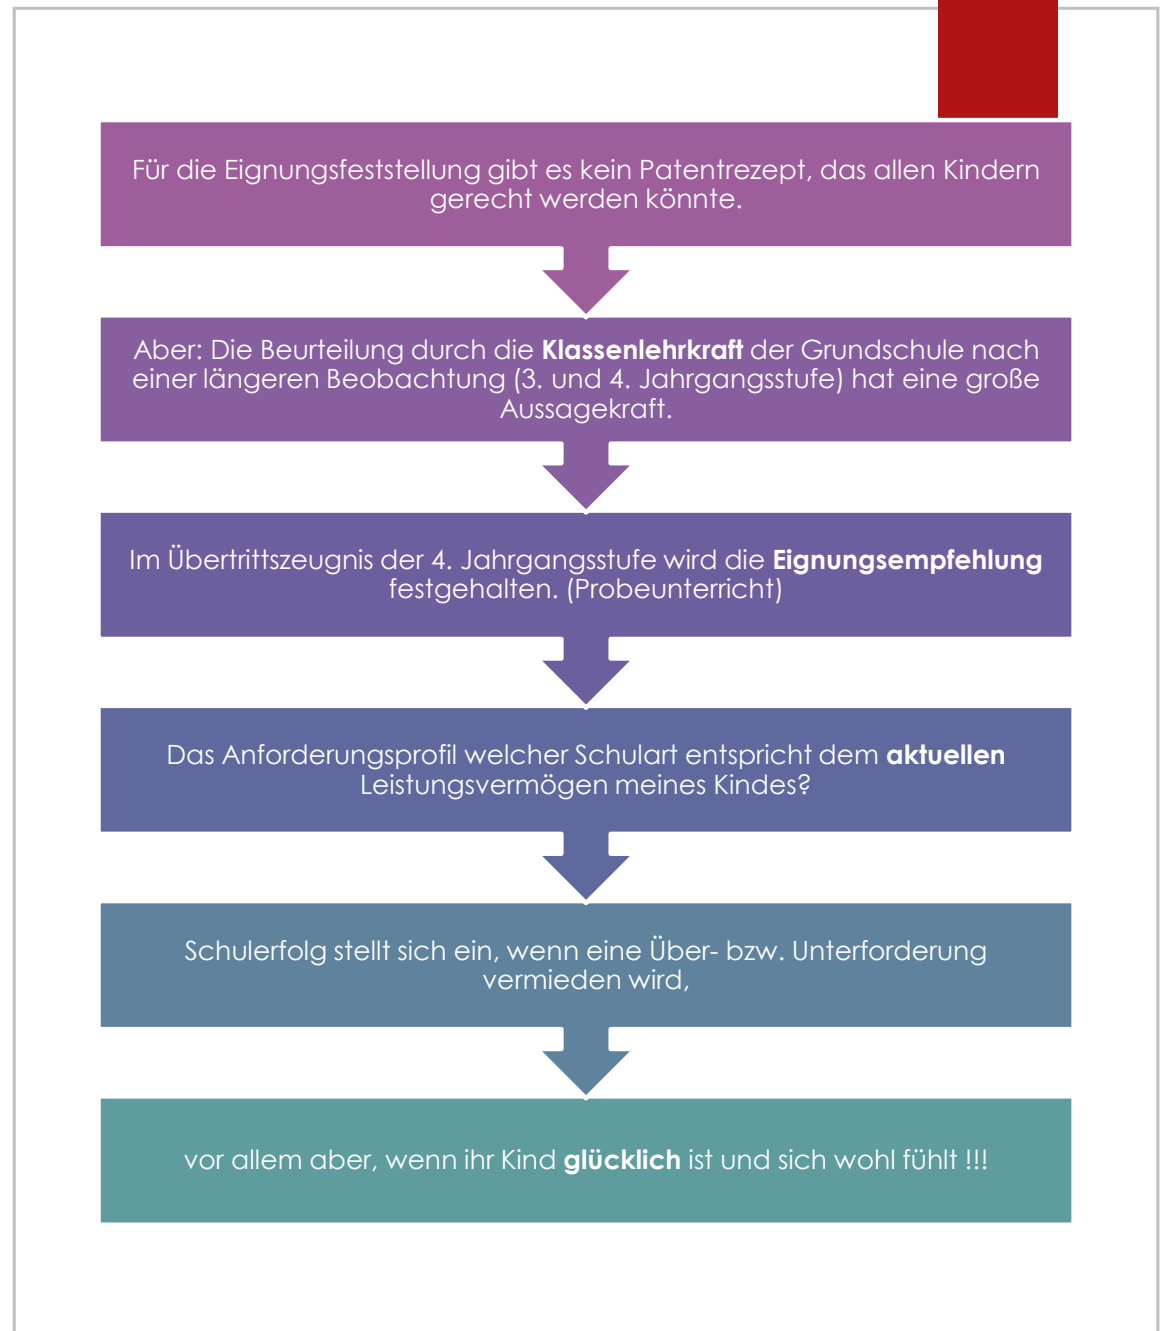 Für die Eignungsfeststellung gibt es kein Patentrezept, das allen Kindern
gerecht werden könnte.
Aber: Die Beurteilung durch die Klassenlehrkraft der Grundschule nach
einer längeren Beobachtung (3. und 4. Jahrgangsstufe) hat eine große
Aussagekraft.
Im Übertrittszeugnis der 4. Jahrgangsstufe wird die Eignungsempfehlung
festgehalten. (Probeunterricht)
Das Anforderungsprofil welcher Schulart entspricht dem aktuellen
Leistungsvermögen meines Kindes?
Schulerfolg stellt sich ein, wenn eine Über- bzw. Unterforderung
vermieden wird,
vor allem aber, wenn ihr Kind glücklich ist und sich wohl fühlt !!!